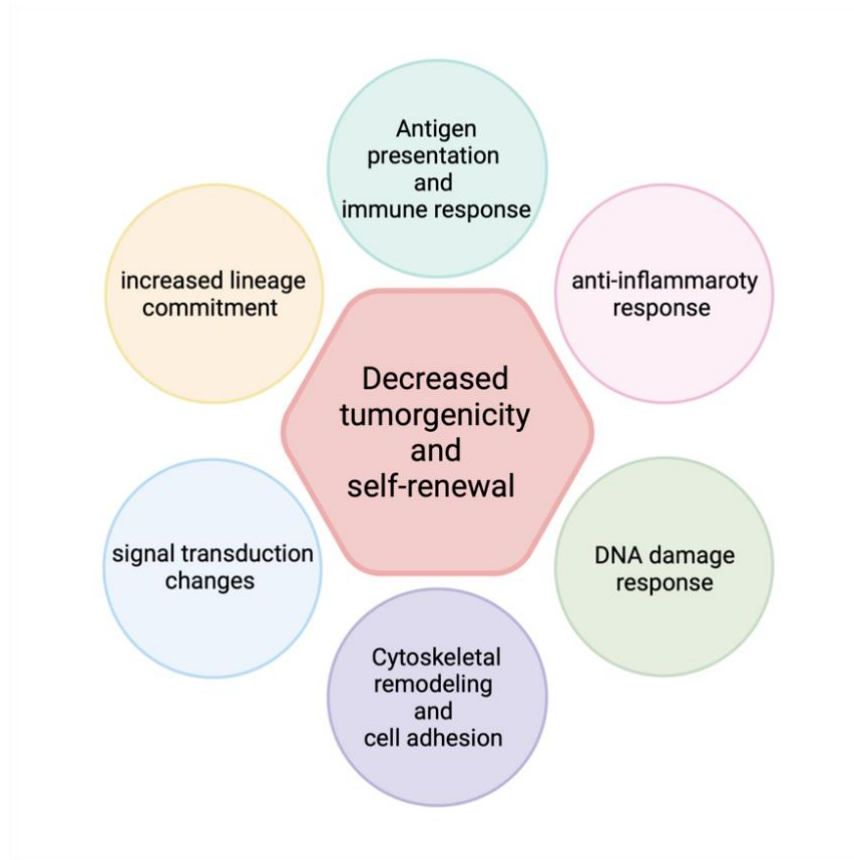 Antigen
presentation
and
immune response
increased lineage
commitment
anti-inflammaroty
response
Decreased
tumorgenicity
and
self-renewal
signal transduction
changes
DNA damage
response
Cytoskeletal
remodeling
and
cell adhesion